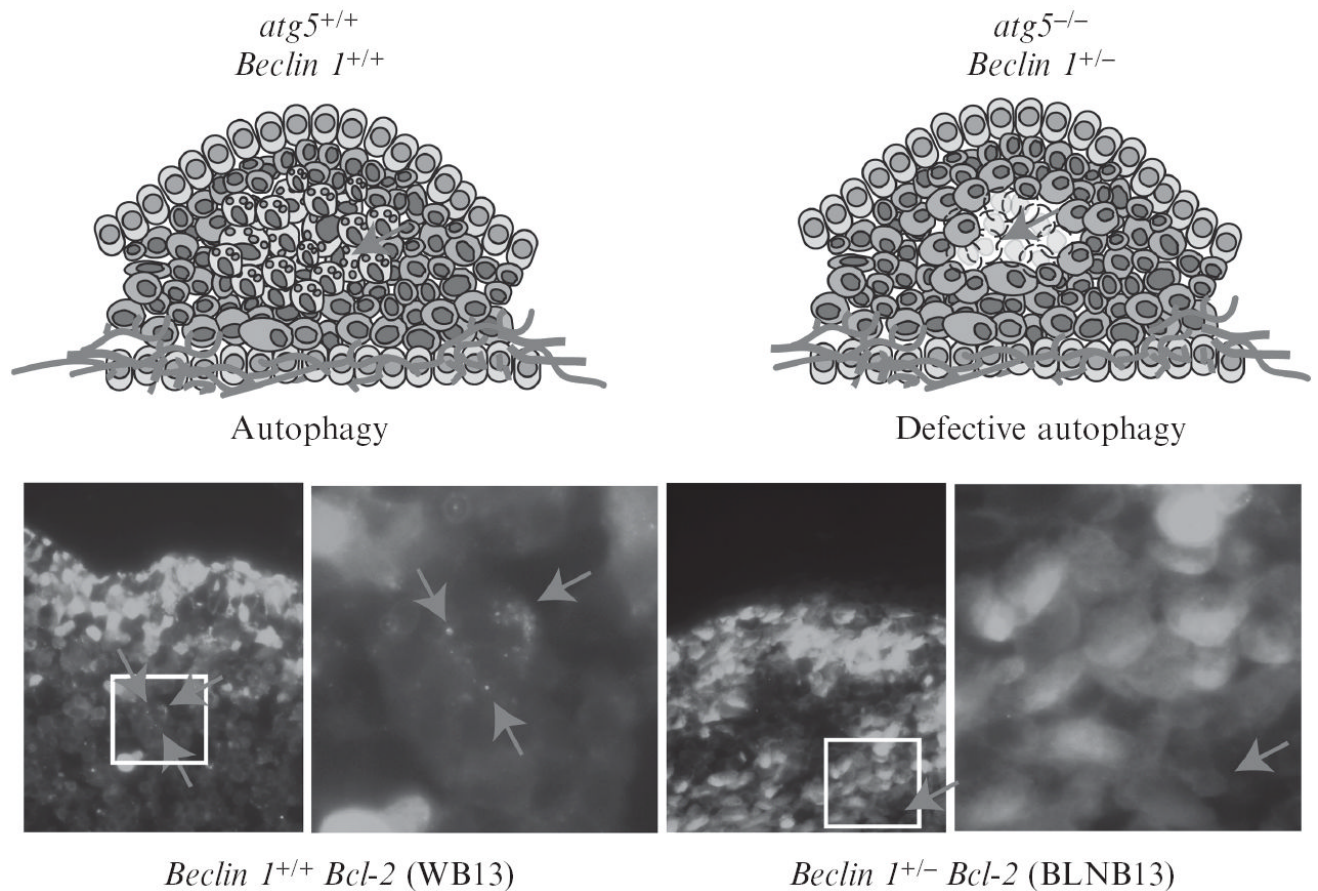 atg5+/+
Beclin 1+/+
atg5−/−
Beclin 1+/−
Autophagy
Defective autophagy
Beclin 1+/+ Bcl-2 (WB13)
Beclin 1+/− Bcl-2 (BLNB13)